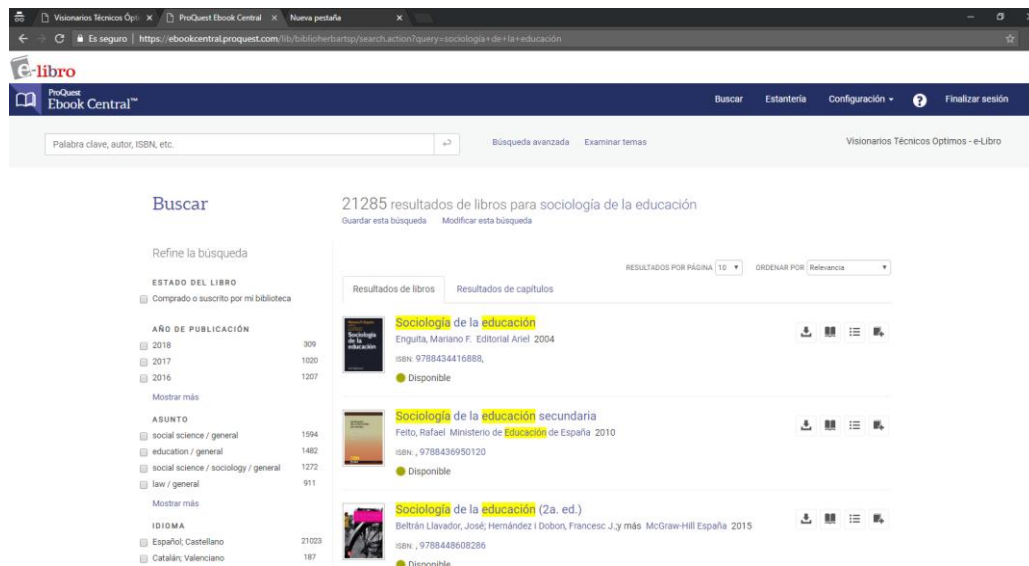 Visionarios Técnicos Ópti
ProQuest Ebook Central
Nueva pestaña
Es seguro | https://ebookcentral.proquest.com/lib/biblioherbartsp/search.action?query=sociología+de+la+educación
e-libro
ProQuest
Ebook Central™
Buscar Estantería Configuración Finalizar sesión
Palabra clave, autor, ISBN, etc.
Búsqueda avanzada Examinar temas
Visionarios Técnicos Optimos - e-Libro
Buscar
21285 resultados de libros para sociología de la educación
Guardar esta búsqueda Modificar esta búsqueda
Refine la búsqueda
RESULTADOS POR PÁGINA 10 ORDENAR POR Relevancia
ESTADO DEL LIBRO
Comprado o suscrito por mi biblioteca
AÑO DE PUBLICACIÓN
2018 309
2017 1020
2016 1207
Mostrar más
ASUNTO
social science / general 1594
education / general 1482
social science / sociology / general 1272
law / general 911
Mostrar más
IDIOMA
Español; Castellano 21023
Catalán; Valenciano 187
Resultados de libros Resultados de capítulos
Sociología de la educación
Enguita, Mariano F. Editorial Ariel 2004
ISBN: 9788434416888,
Disponible
Sociología de la educación secundaria
Feito, Rafael Ministerio de Educación de España 2010
ISBN: , 9788436950120
Disponible
Sociología de la educación (2a. ed.)
Beltrán Llavador, José; Hernández i Dobon, Francesc J.;y más McGraw-Hill España 2015
ISBN: , 9788448608286
Disponible
Sociología
de la
educación